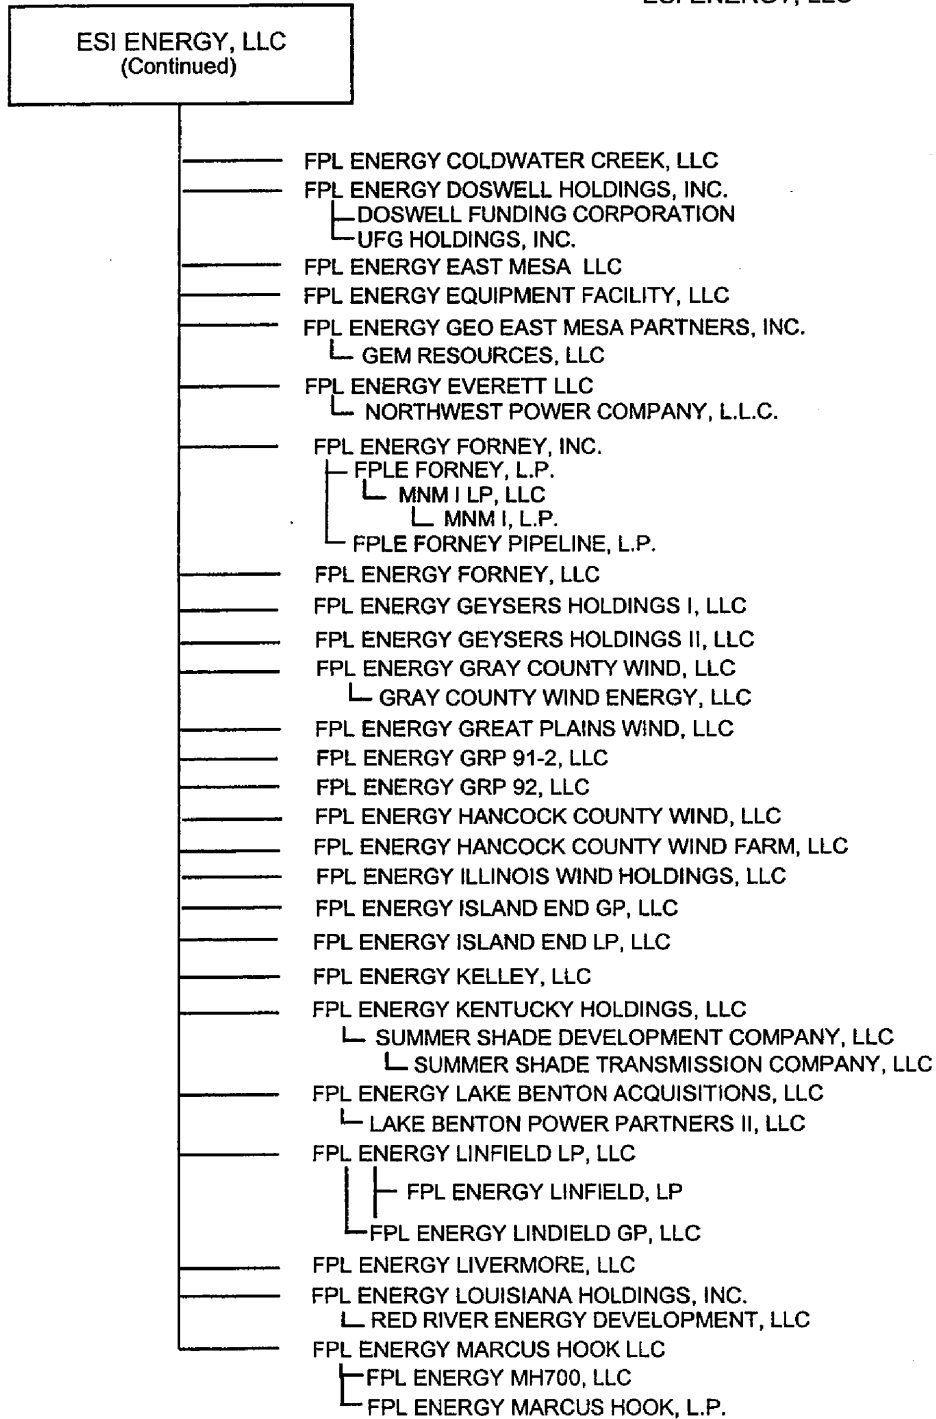 ESI ENERGY, LLC
ESI ENERGY, LLC
(Continued)
FPL ENERGY COLDWATER CREEK, LLC
FPL ENERGY DOSWELL HOLDINGS, INC.
DOSWELL FUNDING CORPORATION
UFG HOLDINGS, INC.
FPL ENERGY EAST MESA LLC
FPL ENERGY EQUIPMENT FACILITY, LLC
FPL ENERGY GEO EAST MESA PARTNERS, INC.
GEM RESOURCES, LLC
FPL ENERGY EVERETT LLC
NORTHWEST POWER COMPANY, L.L.C.
FPL ENERGY FORNEY, INC.
FPLE FORNEY, L.P.
MNM I LP, LLC
MNM I, L.P.
FPLE FORNEY PIPELINE, L.P.
FPL ENERGY FORNEY, LLC
FPL ENERGY GEYSERS HOLDINGS I, LLC
FPL ENERGY GEYSERS HOLDINGS II, LLC
FPL ENERGY GRAY COUNTY WIND, LLC
GRAY COUNTY WIND ENERGY, LLC
FPL ENERGY GREAT PLAINS WIND, LLC
FPL ENERGY GRP 91-2, LLC
FPL ENERGY GRP 92, LLC
FPL ENERGY HANCOCK COUNTY WIND, LLC
FPL ENERGY HANCOCK COUNTY WIND FARM, LLC
FPL ENERGY ILLINOIS WIND HOLDINGS, LLC
FPL ENERGY ISLAND END GP, LLC
FPL ENERGY ISLAND END LP, LLC
FPL ENERGY KELLEY, LLC
FPL ENERGY KENTUCKY HOLDINGS, LLC
SUMMER SHADE DEVELOPMENT COMPANY, LLC
SUMMER SHADE TRANSMISSION COMPANY, LLC
FPL ENERGY LAKE BENTON ACQUISITIONS, LLC
LAKE BENTON POWER PARTNERS II, LLC
FPL ENERGY LINFIELD LP, LLC
FPL ENERGY LINFIELD, LP
FPL ENERGY LINDIELD GP, LLC
FPL ENERGY LIVERMORE, LLC
FPL ENERGY LOUISIANA HOLDINGS, INC.
RED RIVER ENERGY DEVELOPMENT, LLC
FPL ENERGY MARCUS HOOK LLC
FPL ENERGY MH700, LLC
FPL ENERGY MARCUS HOOK, L.P.